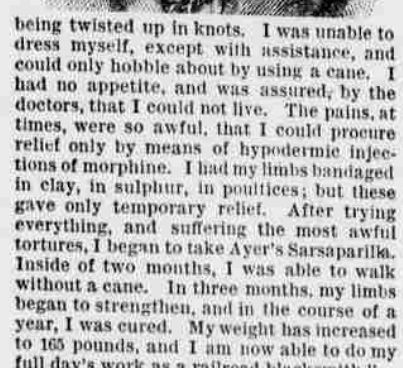 being twisted up in knots. I was unable to
dress myself, except with assistance, and
could only hobble about by using a cane. I
had no appetite, and was assured, by the
doctors, that I could not live. The pains, at
times, were so awful, that I could procure
relief only by means of hypodermic injec-
tions of morphine. I had my limbs bandaged
in clay, in sulphur, in poultices; but these
gave only temporary relief. After trying
everything, and suffering the most awful
tortures, I began to take Ayer's Sarsaparilla.
Inside of two months, I was able to walk
without a cane. In three months, my limbs
began to strengthen, and in the course of a
year, I was cured. My weight has increased
to 165 pounds, and I am now able to do my
full day's work as a railroad blacksmith